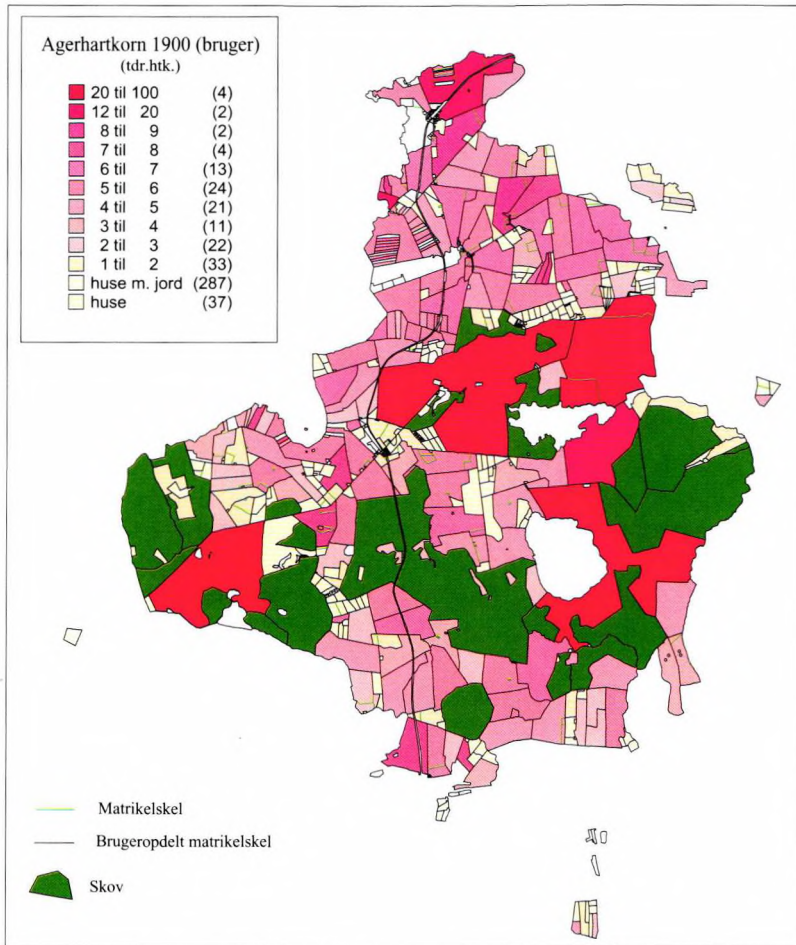 Agerhartkorn 1900 (bruger)
(tdr.htk.)
20 til 100 (4)
12 til 20 (2)
8 til 9 (2)
7 til 8 (4)
6 til 7 (13)
5 til 6 (24)
4 til 5 (21)
3 til 4 (11)
2 til 3 (22)
1 til 2 (33)
huse m. jord (287)
huse (37)
Matrikelskel
Brugeropdelt matrikelskel
Skov